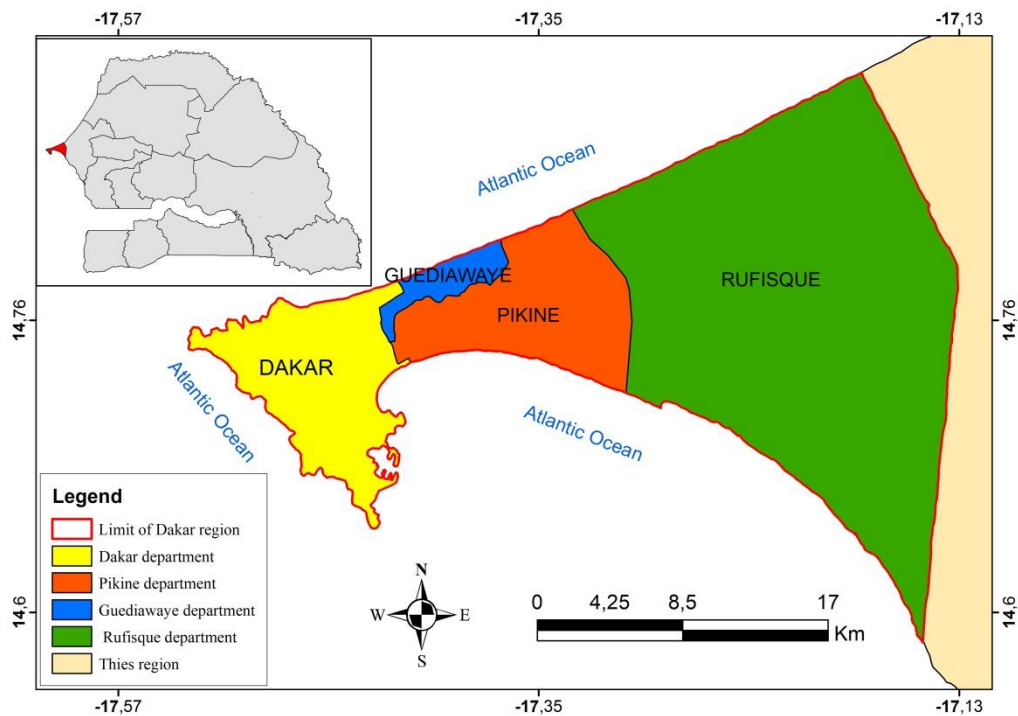 -17,57 -17,35 -17,13
Atlantic Ocean
GUEDIAWAYE
RUFISQUE
14,76 14,76
PIKINE
DAKAR
Atlantic Ocean
Atlantic Ocean
Legend
Limit of Dakar region
Dakar department
Pikine department
Guediawaye department
Rufisque department
Thies region
N
W E
S
0 4,25 8,5 17
Km
14,6 14,6
-17,57 -17,35 -17,13